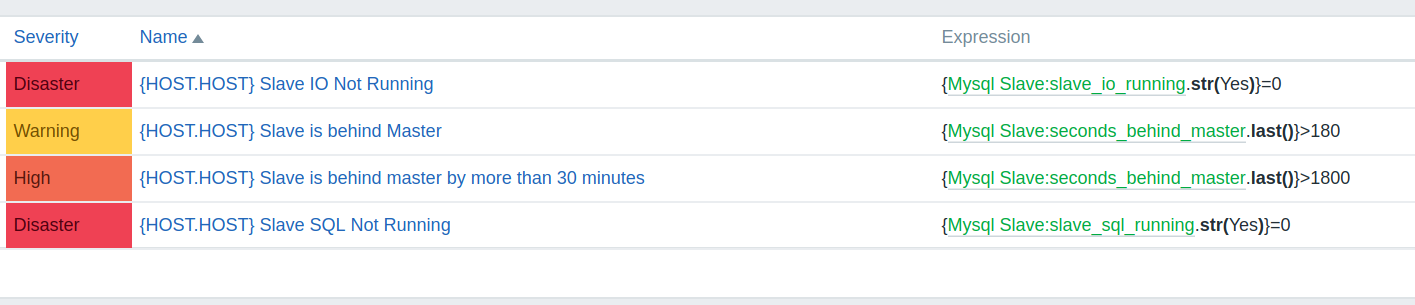 Severity Name Expression
Disaster {HOST.HOST} Slave IO Not Running {Mysql Slave:slave_io_running.str(Yes)}=0
Warning {HOST.HOST} Slave is behind Master {Mysql Slave:seconds_behind_master.last()}>180
High {HOST.HOST} Slave is behind master by more than 30 minutes {Mysql Slave:seconds_behind_master.last()}>1800
Disaster {HOST.HOST} Slave SQL Not Running {Mysql Slave:slave_sql_running.str(Yes)}=0